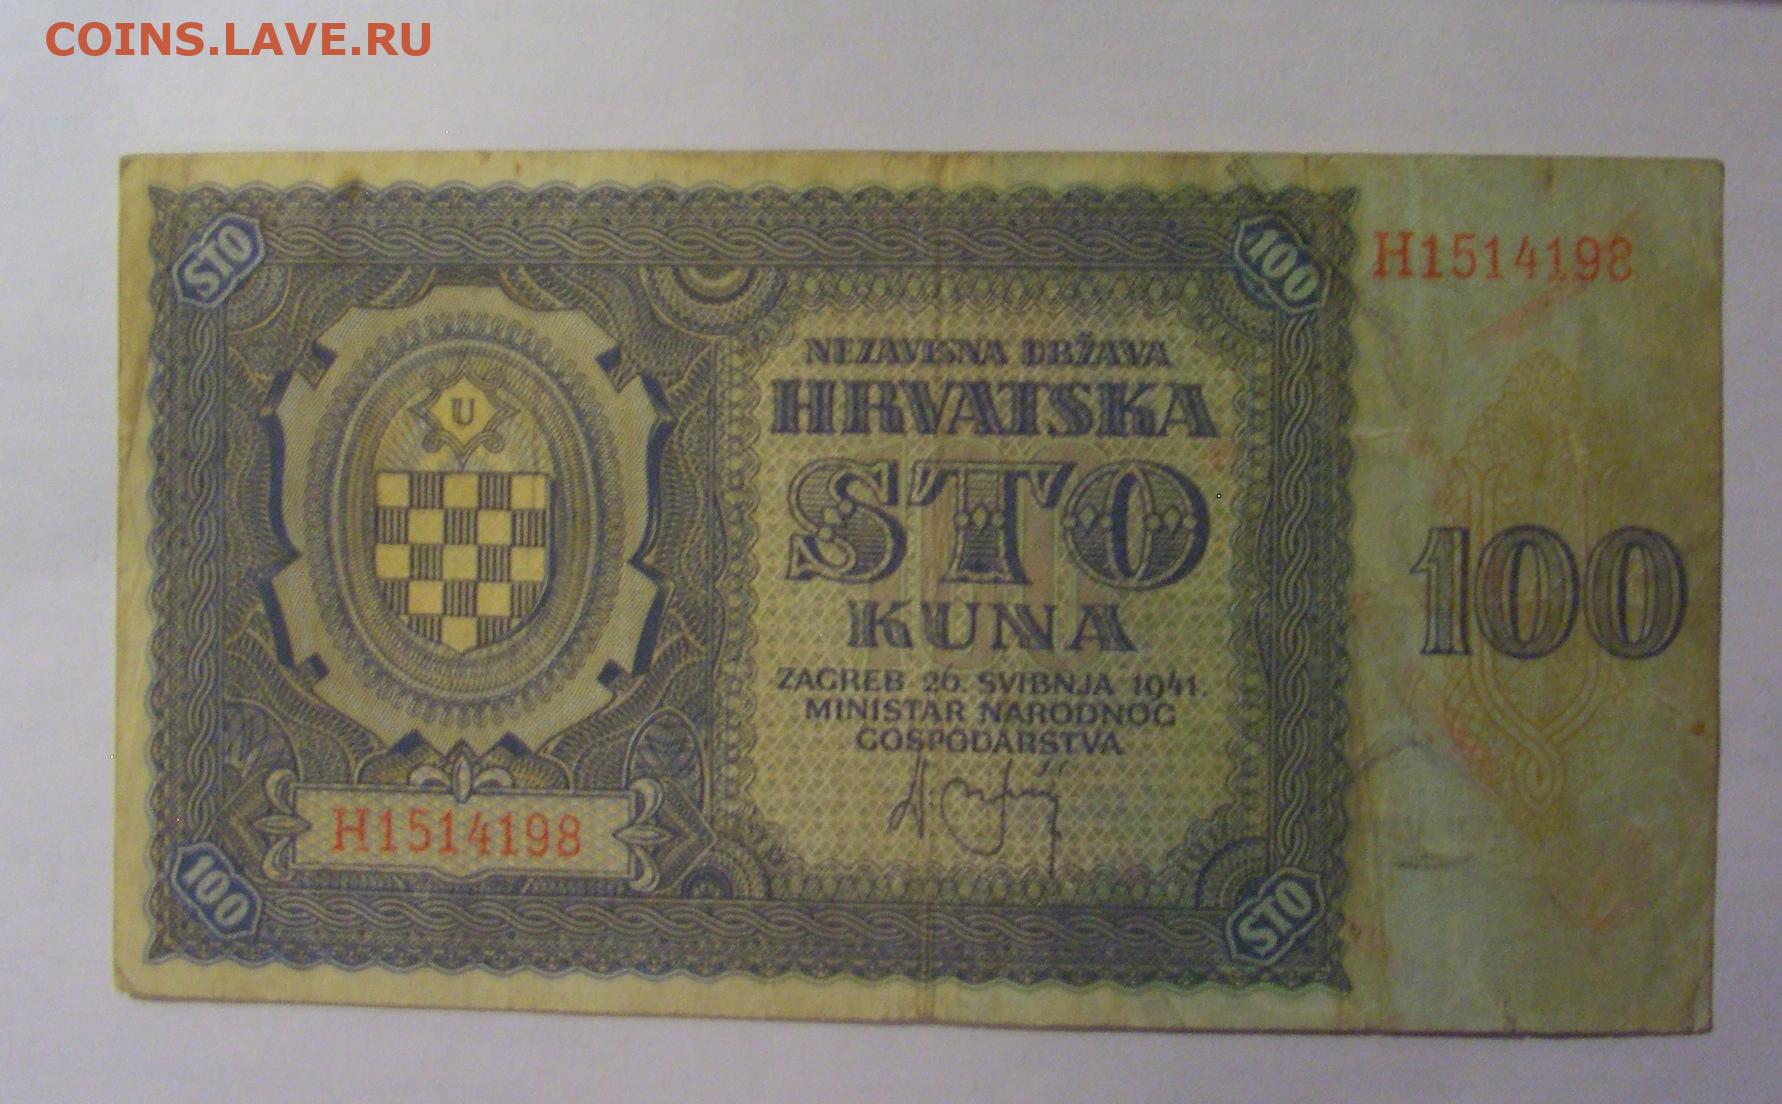 COINS.LAVE.RU
STO
100
H1514198
U
NEZAVISNA DRŽAVA
HRVATSKA
STO
KUNA
100
ZAGREB 26. SVIBNJA 1941.
MINISTAR NARODNOG
GOSPODARSTVA
H1514198
100
STO